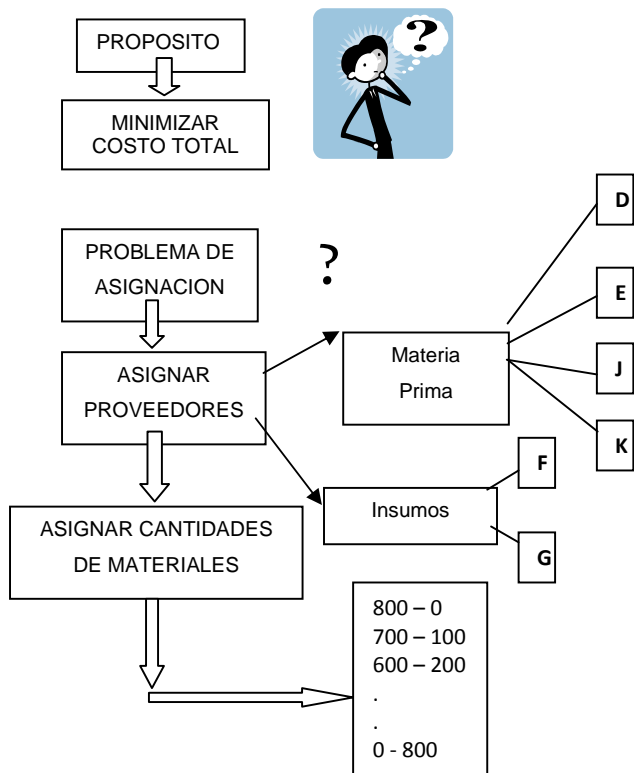 PROPOSITO
?
MINIMIZAR
COSTO TOTAL
PROBLEMA DE
ASIGNACION
?
ASIGNAR
PROVEEDORES
Materia
Prima
D
E
J
K
Insumos
F
G
ASIGNAR CANTIDADES
DE MATERIALES
800 – 0
700 – 100
600 – 200
.
.
0 - 800